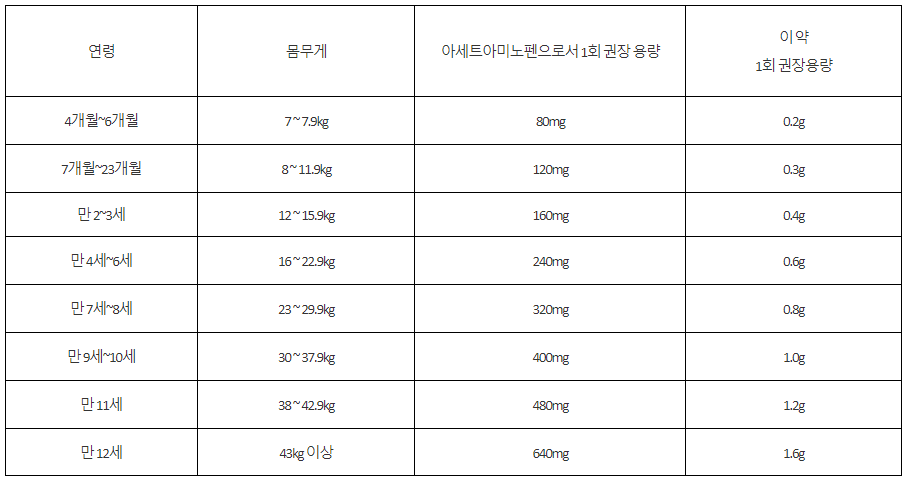 연령 몸무게 아세트아미노펜으로서 1회 권장 용량 이 약
1회 권장용량
4개월~6개월 7 ~ 7.9kg 80mg 0.2g
7개월~23개월 8 ~ 11.9kg 120mg 0.3g
만 2~3세 12 ~ 15.9kg 160mg 0.4g
만 4세~6세 16 ~ 22.9kg 240mg 0.6g
만 7세~8세 23 ~ 29.9kg 320mg 0.8g
만 9세~10세 30 ~ 37.9kg 400mg 1.0g
만 11세 38 ~ 42.9kg 480mg 1.2g
만 12세 43kg 이상 640mg 1.6g